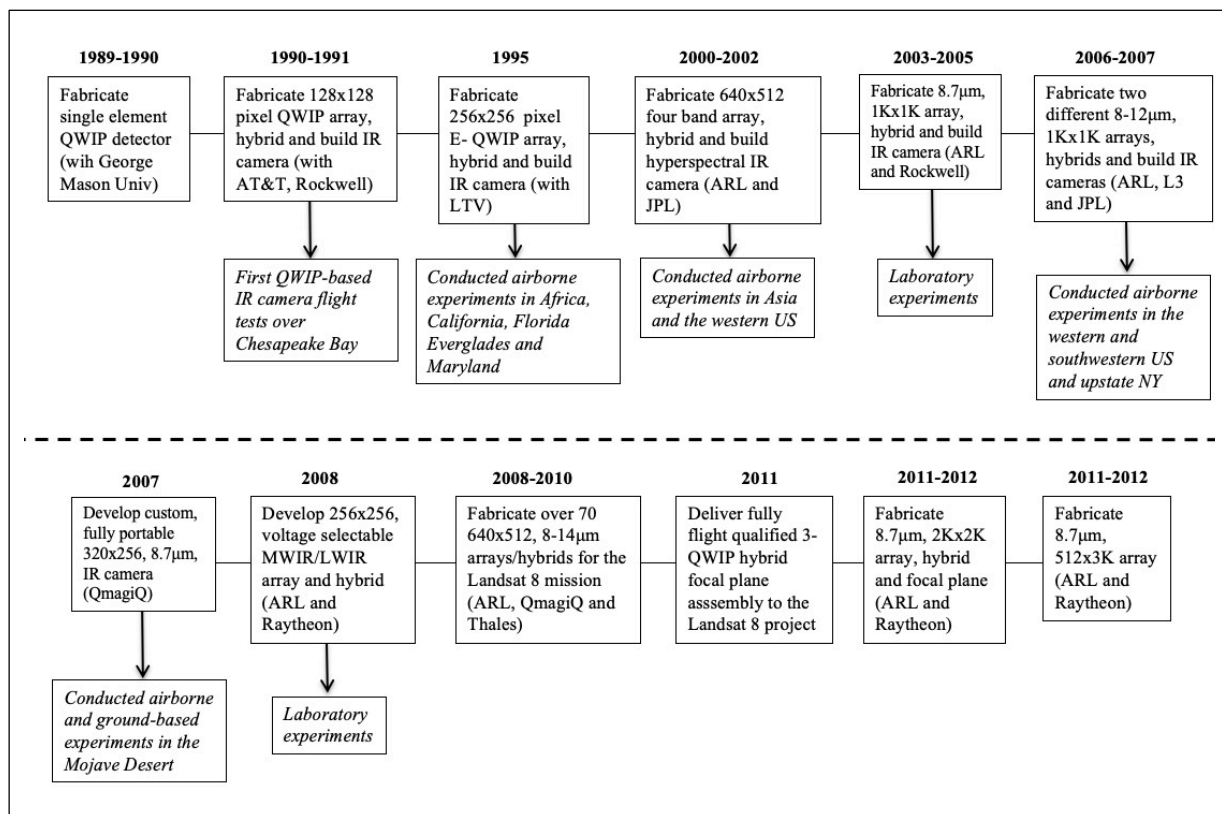 1989-1990
Fabricate
single element
QWIP detector
(wih George
Mason Univ)
1990-1991
Fabricate 128x128
pixel QWIP array,
hybrid and build IR
camera (with
AT&T, Rockwell)
First QWIP-based
IR camera flight
tests over
Chesapeake Bay
1995
Fabricate
256x256 pixel
E- QWIP array,
hybrid and build
IR camera (with
LTV)
Conducted airborne
experiments in Africa,
California, Florida
Everglades and
Maryland
2000-2002
Fabricate 640x512
four band array,
hybrid and build
hyperspectral IR
camera (ARL and
JPL)
Conducted airborne
experiments in Asia
and the western US
2003-2005
Fabricate 8.7µm,
1Kx1K array,
hybrid and build
IR camera (ARL
and Rockwell)
Laboratory
experiments
2006-2007
Fabricate two
different 8-12µm,
1Kx1K arrays,
hybrids and build IR
cameras (ARL, L3
and JPL)
Conducted airborne
experiments in the
western and
southwestern US
and upstate NY
2007
Develop custom,
fully portable
320x256, 8.7µm,
IR camera
(QmagiQ)
Conducted airborne
and ground-based
experiments in the
Mojave Desert
2008
Develop 256x256,
voltage selectable
MWIR/LWIR
array and hybrid
(ARL and
Raytheon)
Laboratory
experiments
2008-2010
Fabricate over 70
640x512, 8-14µm
arrays/hybrids for the
Landsat 8 mission
(ARL, QmagiQ and
Thales)
2011
Deliver fully
flight qualified 3-
QWIP hybrid
focal plane
asssembly to the
Landsat 8 project
2011-2012
Fabricate
8.7µm, 2Kx2K
array, hybrid
and focal plane
(ARL and
Raytheon)
2011-2012
Fabricate
8.7µm,
512x3K array
(ARL and
Raytheon)